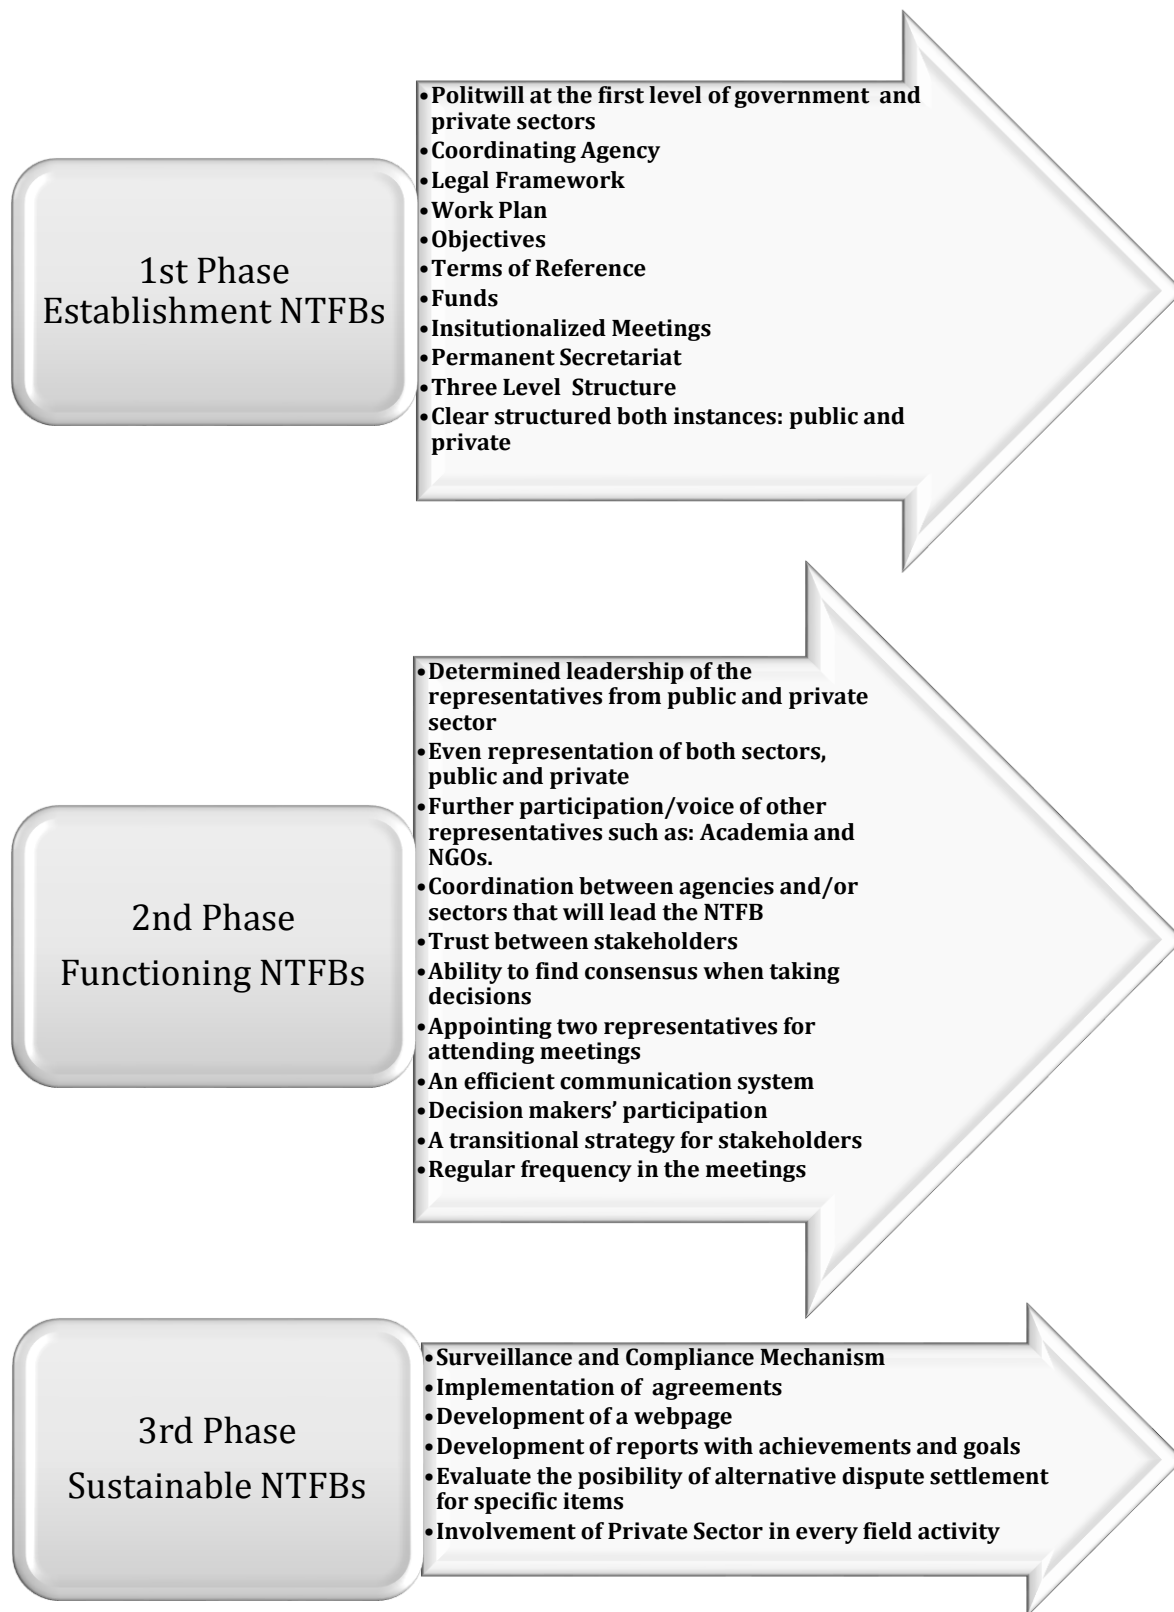 1st Phase
Establishment NTFBs
•Politwill at the first level of government and
private sectors
•Coordinating Agency
•Legal Framework
•Work Plan
•Objectives
•Terms of Reference
•Funds
•Insitutionalized Meetings
•Permanent Secretariat
•Three Level Structure
•Clear structured both instances: public and
private
2nd Phase
Functioning NTFBs
•Determined leadership of the
representatives from public and private
sector
•Even representation of both sectors,
public and private
•Further participation/voice of other
representatives such as: Academia and
NGOs.
•Coordination between agencies and/or
sectors that will lead the NTFB
•Trust between stakeholders
•Ability to find consensus when taking
decisions
•Appointing two representatives for
attending meetings
•An efficient communication system
•Decision makers’ participation
•A transitional strategy for stakeholders
•Regular frequency in the meetings
3rd Phase
Sustainable NTFBs
•Surveillance and Compliance Mechanism
•Implementation of agreements
•Development of a webpage
•Development of reports with achievements and goals
•Evaluate the posibility of alternative dispute settlement
for specific items
•Involvement of Private Sector in every field activity